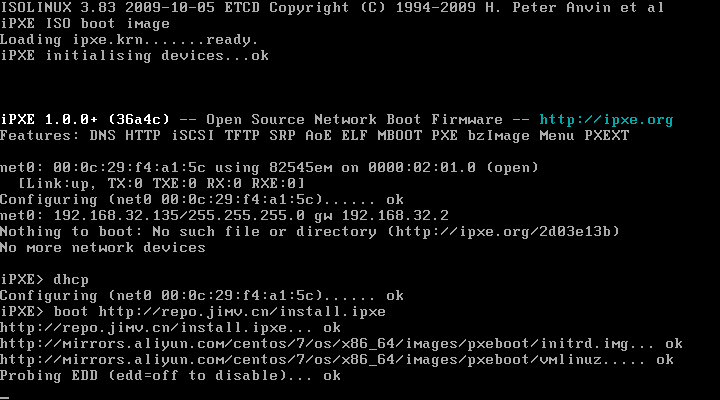 ISOLINUX 3.83 2009-10-05 ETCD Copyright (C) 1994-2009 H. Peter Anvin et al
iPXE ISO boot image
Loading ipxe.krn.......ready.
iPXE initialising devices...ok
iPXE 1.0.0+ (36a4c) -- Open Source Network Boot Firmware -- http://ipxe.org
Features: DNS HTTP iSCSI TFTP SRP AoE ELF MBOOT PXE bzImage Menu PXEXT
net0: 00:0c:29:f4:a1:5c using 82545em on 0000:02:01.0 (open)
[Link:up, TX:0 TXE:0 RX:0 RXE:0]
Configuring (net0 00:0c:29:f4:a1:5c)...... ok
net0: 192.168.32.135/255.255.255.0 gw 192.168.32.2
Nothing to boot: No such file or directory (http://ipxe.org/2d03e13b)
No more network devices
iPXE> dhcp
Configuring (net0 00:0c:29:f4:a1:5c)...... ok
iPXE> boot http://repo.jimv.cn/install.ipxe
http://repo.jimv.cn/install.ipxe... ok
http://mirrors.aliyun.com/centos/7/os/x86_64/images/pxeboot/initrd.img... ok
http://mirrors.aliyun.com/centos/7/os/x86_64/images/pxeboot/vmlinuz..... ok
Probing EDD (edd=off to disable)... ok